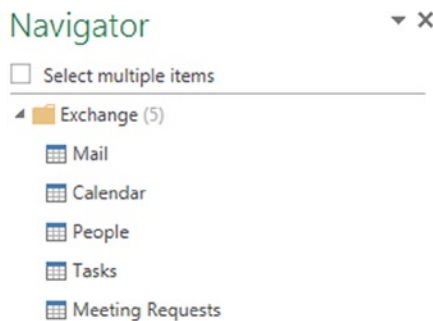 Navigator
Select multiple items
Exchange (5)
Mail
Calendar
People
Tasks
Meeting Requests